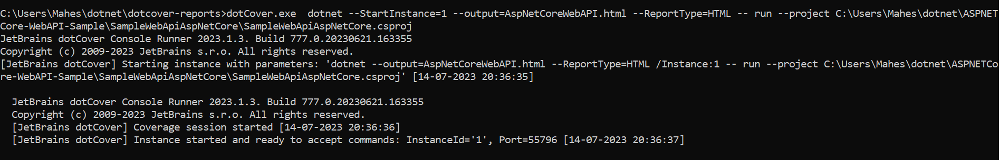 C:\Users\Mahes\dotnet\dotcover-reports>dotCover.exe  dotnet --StartInstance=1 --output=AspNetCoreWebAPI.html --ReportType=HTML -- run --project C:\Users\Mahes\dotnet\ASPNET
Core-WebAPI-Sample\SampleWebApiAspNetCore\SampleWebApiAspNetCore.csproj
JetBrains dotCover Console Runner 2023.1.3. Build 777.0.20230621.163355
Copyright (c) 2009-2023 JetBrains s.r.o. All rights reserved.
[JetBrains dotCover] Starting instance with parameters: 'dotnet --output=AspNetCoreWebAPI.html --ReportType=HTML /Instance:1 -- run --project C:\Users\Mahes\dotnet\ASPNETCo
re-WebAPI-Sample\SampleWebApiAspNetCore\SampleWebApiAspNetCore.csproj' [14-07-2023 20:36:35]
JetBrains dotCover Console Runner 2023.1.3. Build 777.0.20230621.163355
Copyright (c) 2009-2023 JetBrains s.r.o. All rights reserved.
[JetBrains dotCover] Coverage session started [14-07-2023 20:36:36]
[JetBrains dotCover] Instance started and ready to accept commands: InstanceId='1', Port=55796 [14-07-2023 20:36:37]